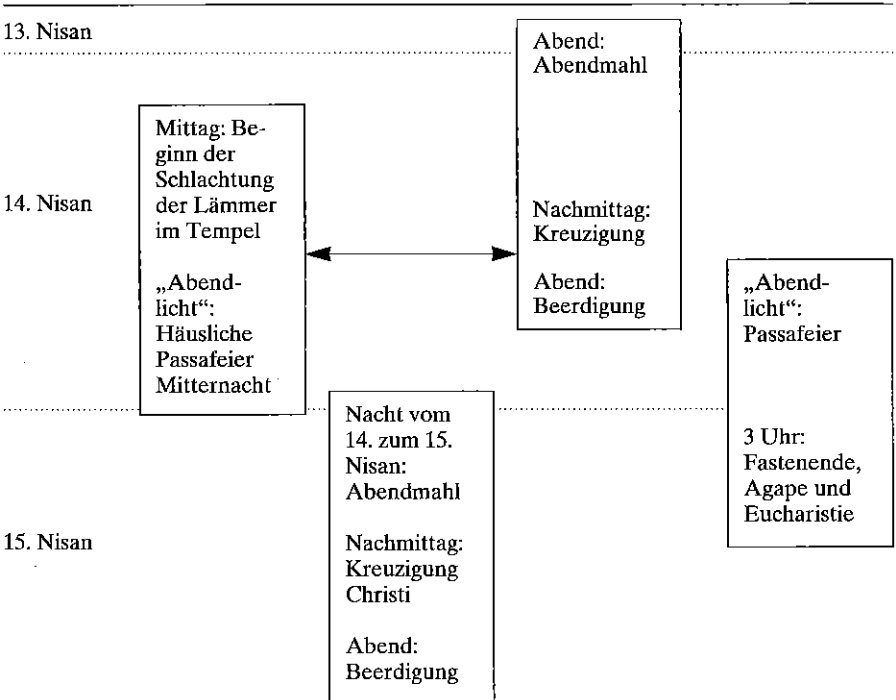 13. Nisan
Abend:
Abendmahl
Mittag: Be-
ginn der
Schlachtung
der Lämmer
im Tempel
14. Nisan
Nachmittag:
Kreuzigung
„Abend-
licht“:
Häusliche
Passafeier
Mitternacht
Abend:
Beerdigung
„Abend-
licht“:
Passafeier
Nacht vom
14. zum 15.
Nisan:
Abendmahl
3 Uhr:
Fastenende,
Agape und
Eucharistie
15. Nisan
Nachmittag:
Kreuzigung
Christi
Abend:
Beerdigung